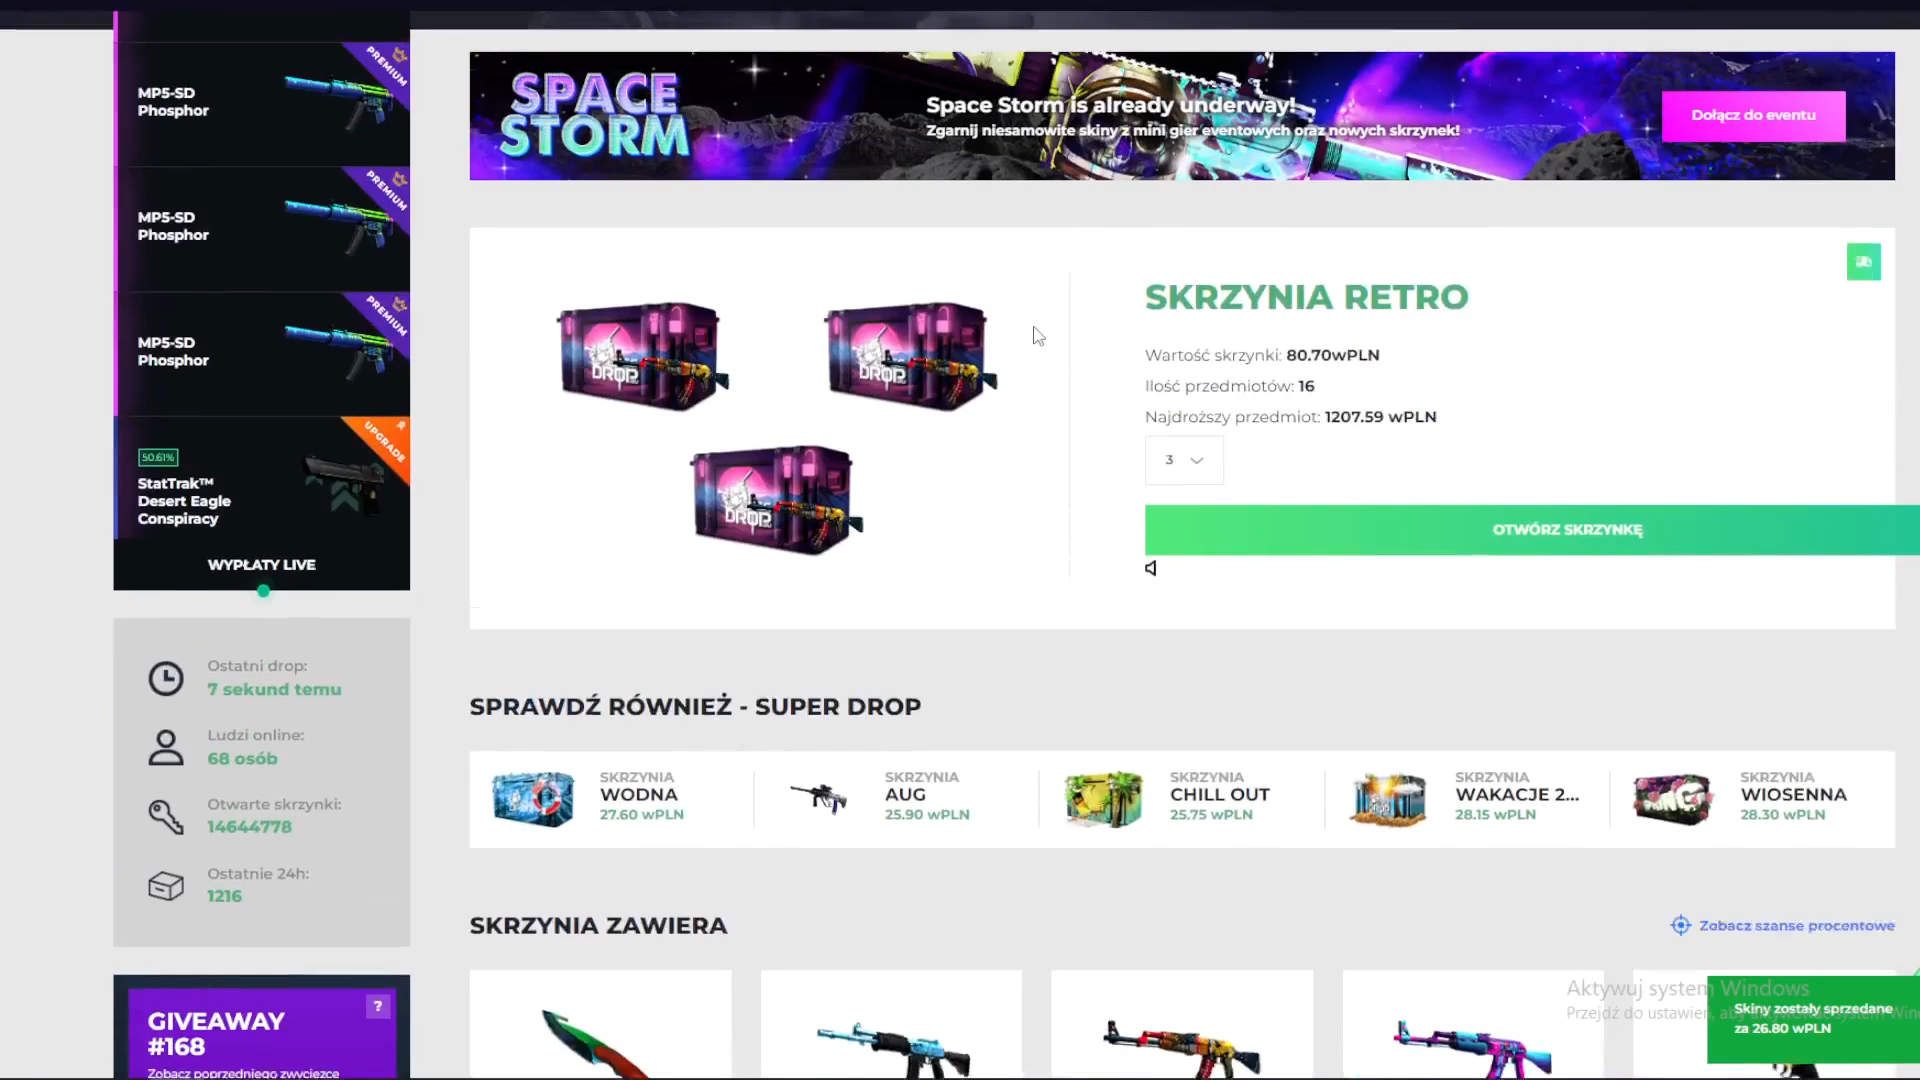 PREMIUM
MP5-SD
Phosphor
PREMIUM
MP5-SD
Phosphor
PREMIUM
MP5-SD
Phosphor
UPGRADE
50.61%
StatTrak™
Desert Eagle
Conspiracy
WYPŁATY LIVE
Ostatni drop:
7 sekund temu
Ludzi online:
68 osób
Otwarte skrzynki:
14644778
Ostatnie 24h:
1216
GIVEAWAY
#168
?
Zobacz poprzedniego zwycięzcę
SPACE
STORM
Space Storm is already underway!
Zgarnij niesamowite skiny z mini gier eventowych oraz nowych skrzynek!
Dołącz do eventu
DROP
DROP
DROP
SKRZYNIA RETRO
Wartość skrzynki: 80.70wPLN
Ilość przedmiotów: 16
Najdroższy przedmiot: 1207.59 wPLN
3
OTWÓRZ SKRZYNKĘ
SPRAWDŹ RÓWNIEŻ - SUPER DROP
SKRZYNIA
WODNA
27.60 wPLN
SKRZYNIA
AUG
25.90 wPLN
SKRZYNIA
CHILL OUT
25.75 wPLN
SKRZYNIA
WAKACJE 2...
28.15 wPLN
SKRZYNIA
WIOSENNA
28.30 wPLN
SKRZYNIA ZAWIERA
Zobacz szanse procentowe
Aktywuj system Windows
Przejdź do ustawień, aby
Skiny zostały sprzedane
za 26.80 wPLN